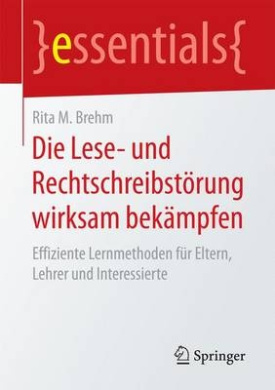 }essentials{
Rita M. Brehm
Die Lese- und
Rechtschreibstörung
wirksam bekämpfen
Effiziente Lernmethoden für Eltern,
Lehrer und Interessierte
Springer